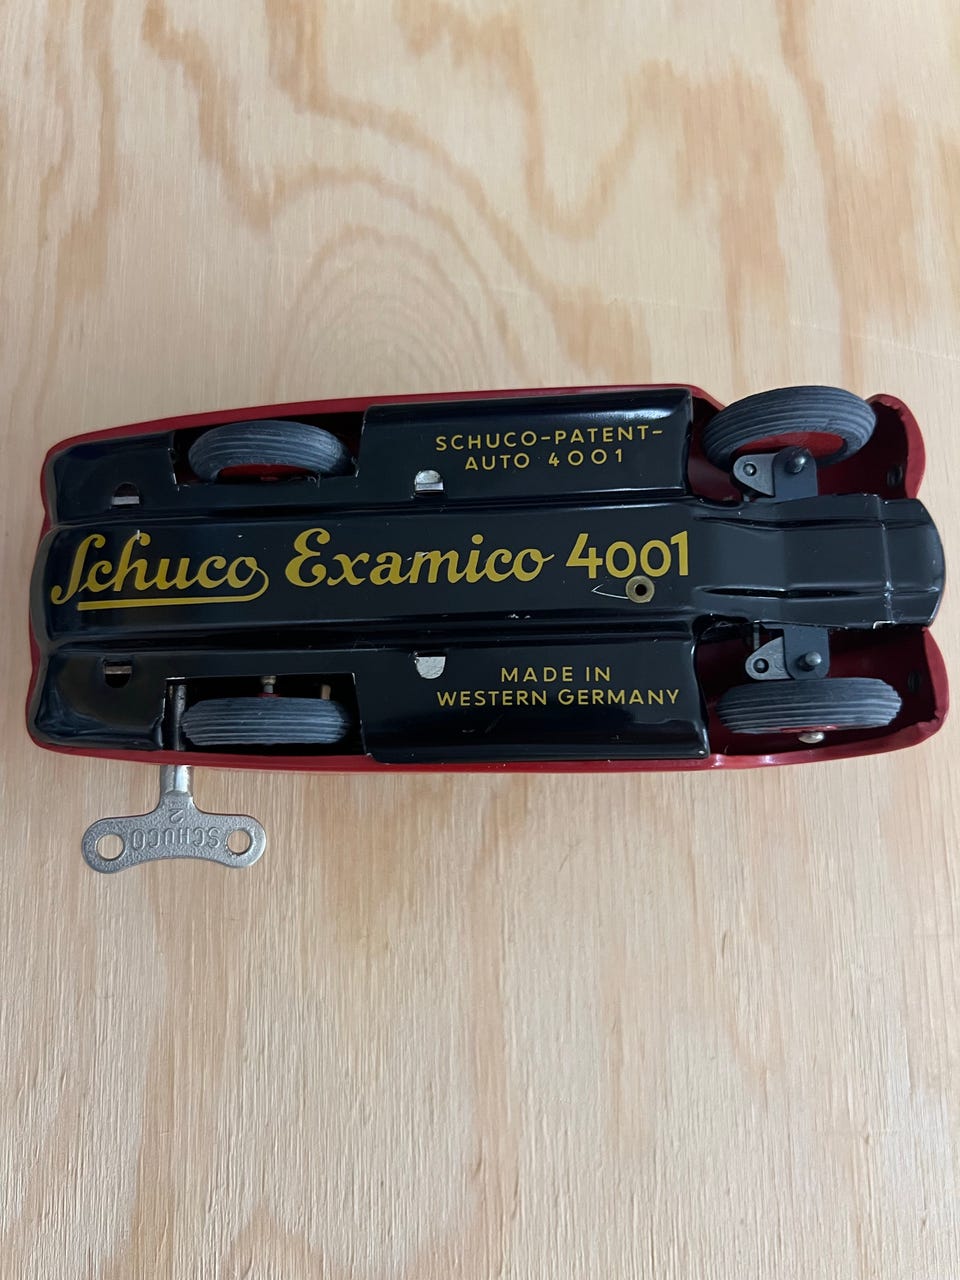 SCHUCO-PATENT-
AUTO 4001
Schuco Examico 4001
MADE IN
WESTERN GERMANY
SCHUCO
2